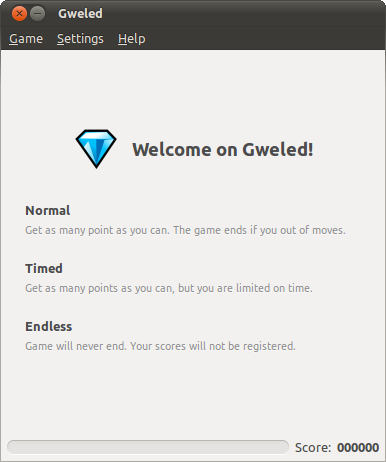 Gweled
Game Settings Help
Welcome on Gweled!
Normal
Get as many point as you can. The game ends if you out of moves.
Timed
Get as many points as you can, but you are limited on time.
Endless
Game will never end. Your scores will not be registered.
Score: 000000